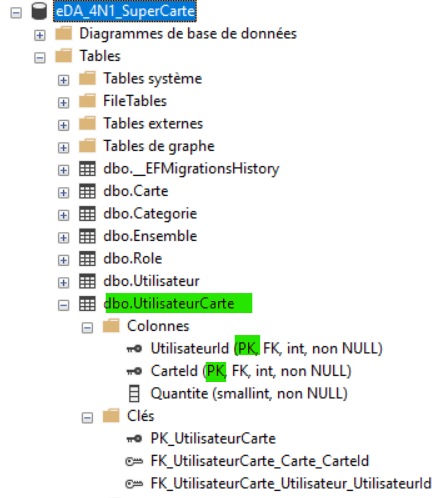 eDA_4N1_SuperCarte
Diagrammes de base de données
Tables
Tables système
FileTables
Tables externes
Tables de graphe
dbo.__EFMigrationsHistory
dbo.Carte
dbo.Categorie
dbo.Ensemble
dbo.Role
dbo.Utilisateur
dbo.UtilisateurCarte
Colonnes
UtilisateurId (PK, FK, int, non NULL)
CarteId (PK, FK, int, non NULL)
Quantite (smallint, non NULL)
Clés
PK_UtilisateurCarte
FK_UtilisateurCarte_Carte_CarteId
FK_UtilisateurCarte_Utilisateur_UtilisateurId